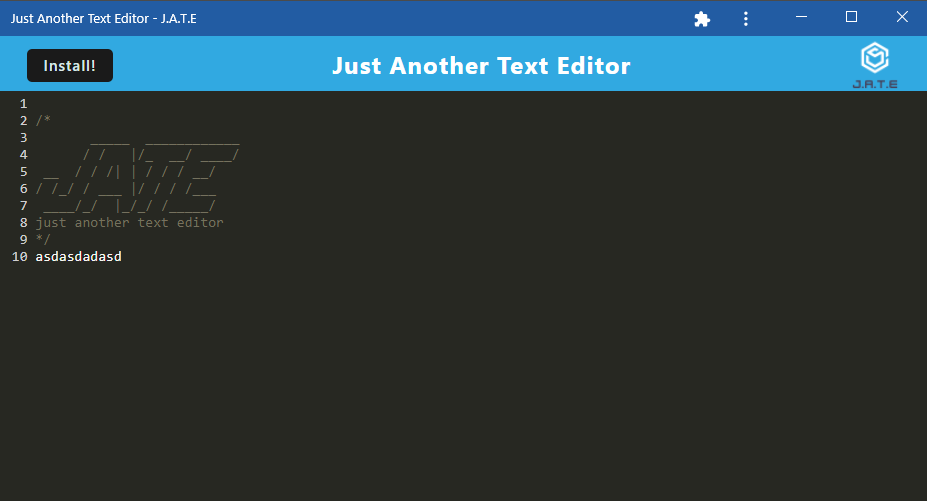 Just Another Text Editor - J.A.T.E
Install!
Just Another Text Editor
J.A.T.E
1
2 /*
3        _____  ____________
4       / /   |/_  __/ ____/
5  __  / / /| | / / / __/
6 / /_/ / ___ |/ / / /___
7  ____/_/  |_/_/ /_____/
8 just another text editor
9 */
10 asdasdadasd